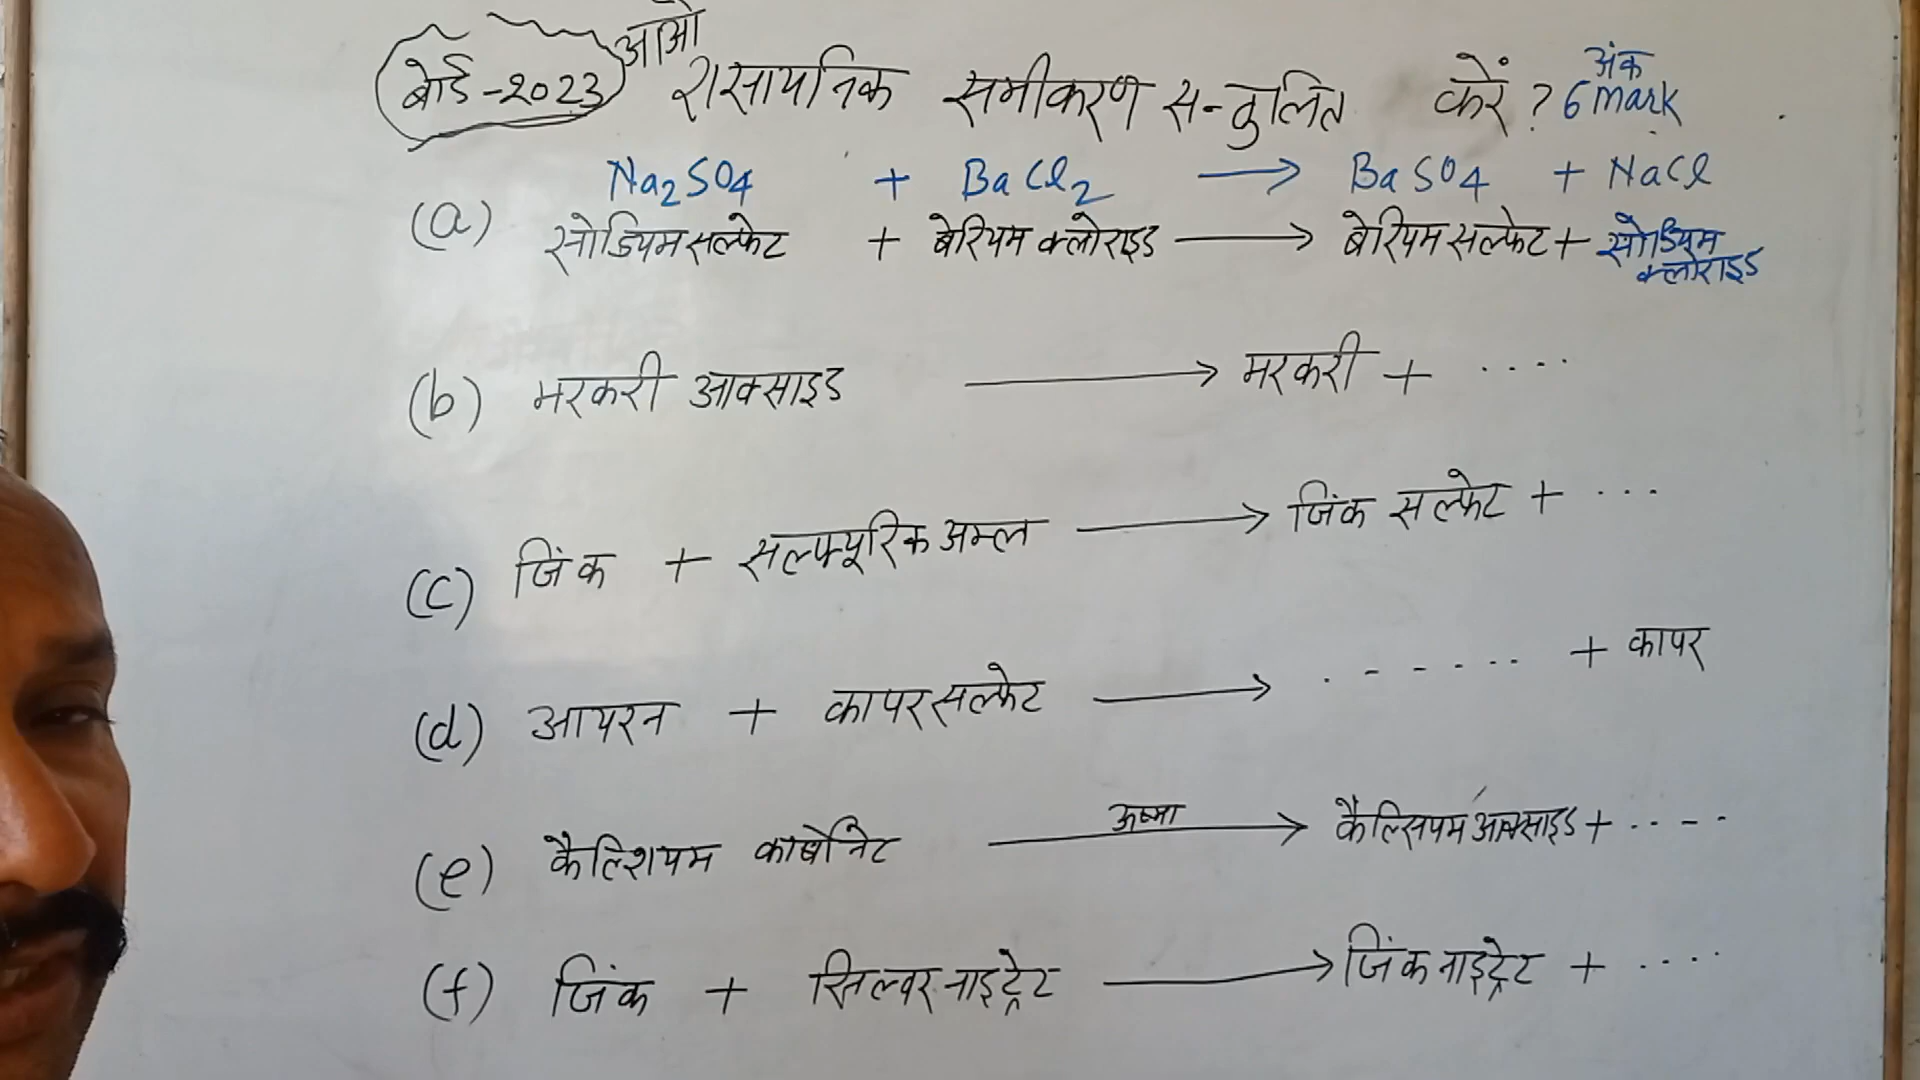 बोर्ड-2023 आओ रासायनिक समीकरण सन्तुलित करें ? 6 अंक mark
Na2SO4 + BaCl2 → BaSO4 + NaCl
(a) सोडियम सल्फेट + बेरियम क्लोराइड → बेरियम सल्फेट + सोडियम क्लोराइड
(b) मरकरी आक्साइड → मरकरी + ....
(c) जिंक + सल्फ्यूरिक अम्ल → जिंक सल्फेट + ...
(d) आयरन + कापर सल्फेट → ....... + कापर
(e) कैल्शियम कार्बोनेट ऊष्मा → कैल्सियम आक्साइड + ....
(f) जिंक + सिल्वर नाइट्रेट → जिंक नाइट्रेट + ....